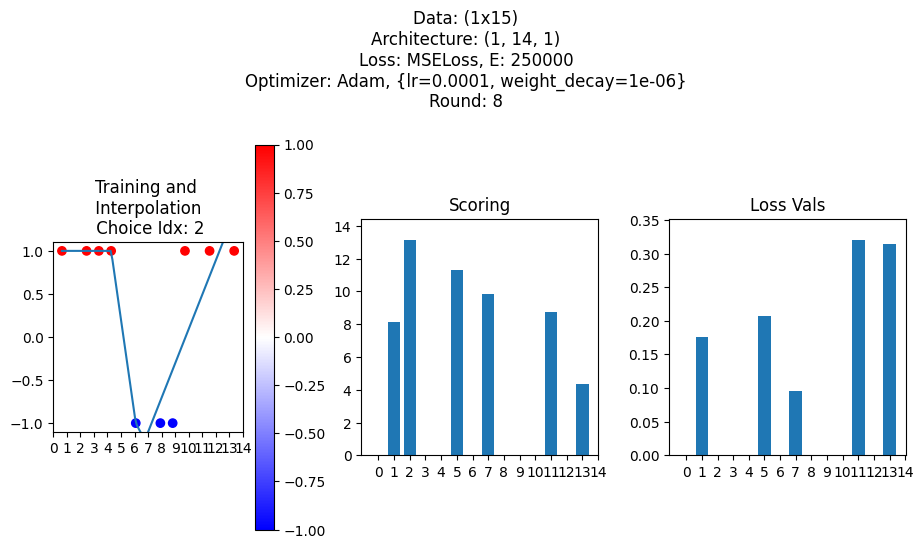 Data: (1x15)
Architecture: (1, 14, 1)
Loss: MSELoss, E: 250000
Optimizer: Adam, {lr=0.0001, weight_decay=1e-06}
Round: 8
Training and
Interpolation
Choice Idx: 2
1.0
0.5
0.0
−0.5
−1.0
0 1 2 3 4 5 6 7 8 9 10 11 12 13 14
1.00
0.75
0.50
0.25
0.00
−0.25
−0.50
−0.75
−1.00
Scoring
14
12
10
8
6
4
2
0
0 1 2 3 4 5 6 7 8 9 10 11 12 13 14
Loss Vals
0.35
0.30
0.25
0.20
0.15
0.10
0.05
0.00
0 1 2 3 4 5 6 7 8 9 10 11 12 13 14